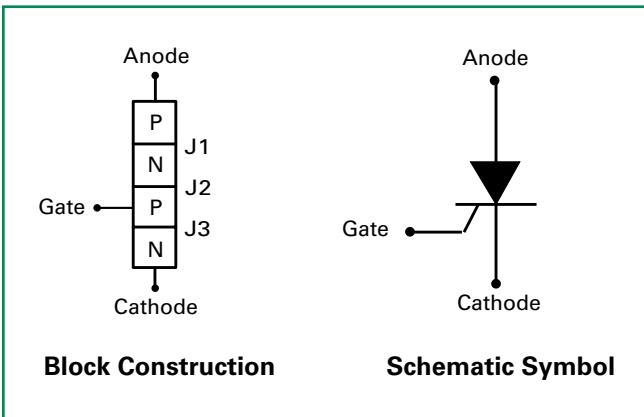 Anode
P
J1
N
J2
Gate
P
J3
N
Cathode
Block Construction
Anode
Gate
Cathode
Schematic Symbol